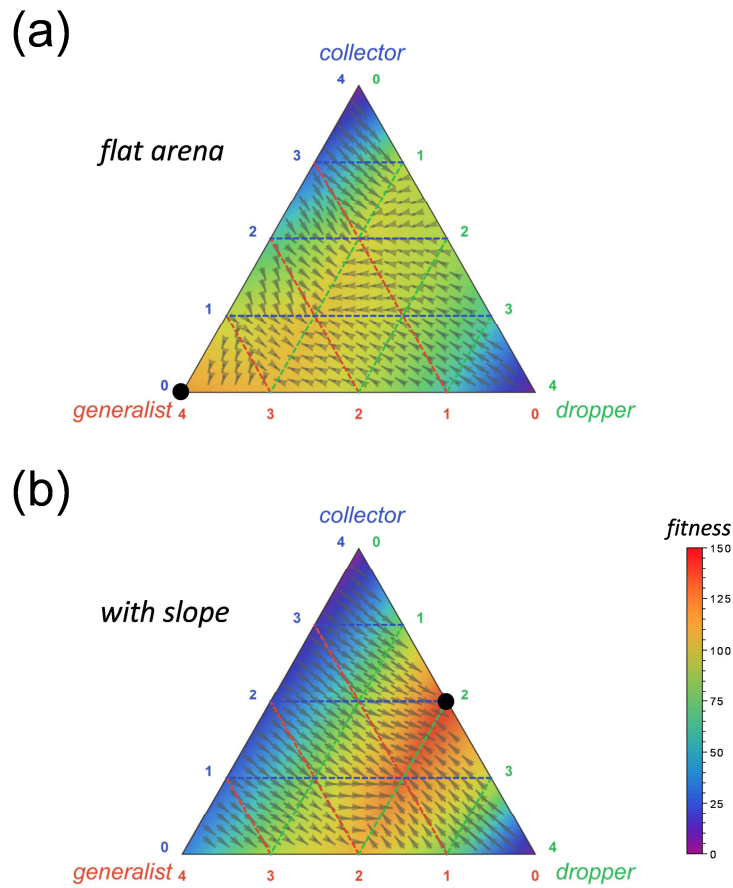 (a)
collector
4 0
flat arena
3 1
2 2
1 3
0 4
generalist 4 3 2 1 0 dropper
(b)
collector
4 0
fitness
with slope
3 1
2 2
1 3
0 4
generalist 4 3 2 1 0 dropper
150
125
100
75
50
25
0